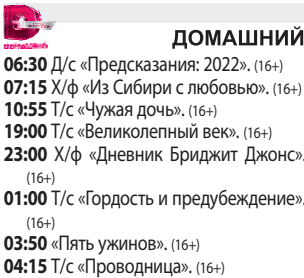 ДОМАШНИЙ
06:30 Д/с «Предсказания: 2022». (16+)
07:15 Х/ф «Из Сибири с любовью». (16+)
10:55 Т/с «Чужая дочь». (16+)
19:00 Т/с «Великолепный век». (16+)
23:00 Х/ф «Дневник Бриджит Джонс».
(16+)
01:00 Т/с «Гордость и предубеждение».
(16+)
03:50 «Пять ужинов». (16+)
04:15 Т/с «Проводница». (16+)